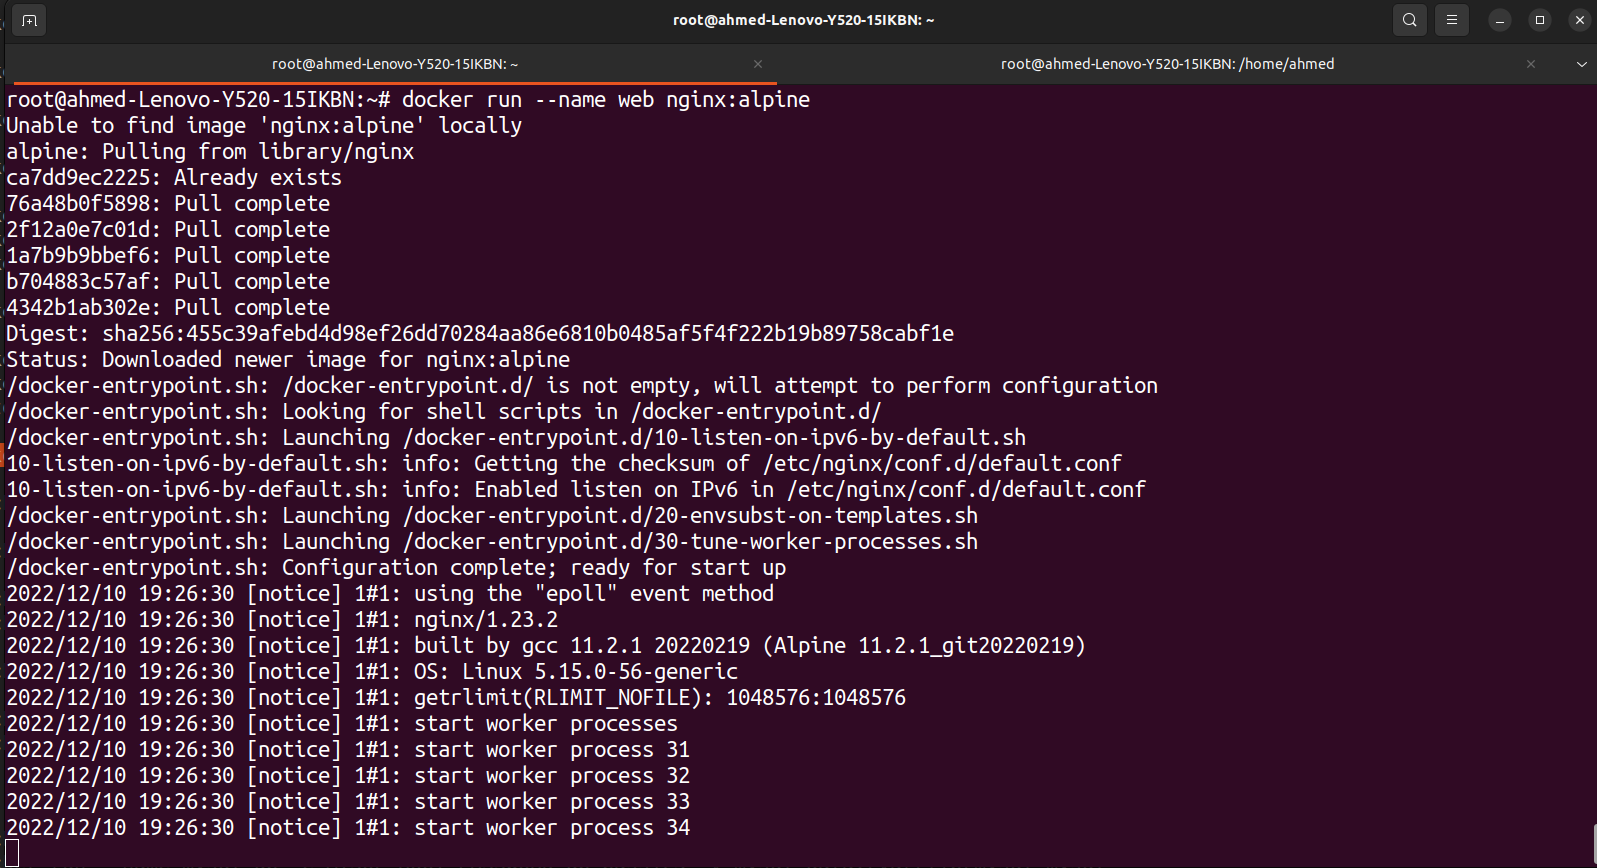 root@ahmed-Lenovo-Y520-15IKBN: ~
root@ahmed-Lenovo-Y520-15IKBN: ~
root@ahmed-Lenovo-Y520-15IKBN: /home/ahmed
root@ahmed-Lenovo-Y520-15IKBN:~# docker run --name web nginx:alpine
Unable to find image 'nginx:alpine' locally
alpine: Pulling from library/nginx
ca7dd9ec2225: Already exists
76a48b0f5898: Pull complete
2f12a0e7c01d: Pull complete
1a7b9b9bbef6: Pull complete
b704883c57af: Pull complete
4342b1ab302e: Pull complete
Digest: sha256:455c39afebd4d98ef26dd70284aa86e6810b0485af5f4f222b19b89758cabf1e
Status: Downloaded newer image for nginx:alpine
/docker-entrypoint.sh: /docker-entrypoint.d/ is not empty, will attempt to perform configuration
/docker-entrypoint.sh: Looking for shell scripts in /docker-entrypoint.d/
/docker-entrypoint.sh: Launching /docker-entrypoint.d/10-listen-on-ipv6-by-default.sh
10-listen-on-ipv6-by-default.sh: info: Getting the checksum of /etc/nginx/conf.d/default.conf
10-listen-on-ipv6-by-default.sh: info: Enabled listen on IPv6 in /etc/nginx/conf.d/default.conf
/docker-entrypoint.sh: Launching /docker-entrypoint.d/20-envsubst-on-templates.sh
/docker-entrypoint.sh: Launching /docker-entrypoint.d/30-tune-worker-processes.sh
/docker-entrypoint.sh: Configuration complete; ready for start up
2022/12/10 19:26:30 [notice] 1#1: using the "epoll" event method
2022/12/10 19:26:30 [notice] 1#1: nginx/1.23.2
2022/12/10 19:26:30 [notice] 1#1: built by gcc 11.2.1 20220219 (Alpine 11.2.1_git20220219)
2022/12/10 19:26:30 [notice] 1#1: OS: Linux 5.15.0-56-generic
2022/12/10 19:26:30 [notice] 1#1: getrlimit(RLIMIT_NOFILE): 1048576:1048576
2022/12/10 19:26:30 [notice] 1#1: start worker processes
2022/12/10 19:26:30 [notice] 1#1: start worker process 31
2022/12/10 19:26:30 [notice] 1#1: start worker process 32
2022/12/10 19:26:30 [notice] 1#1: start worker process 33
2022/12/10 19:26:30 [notice] 1#1: start worker process 34